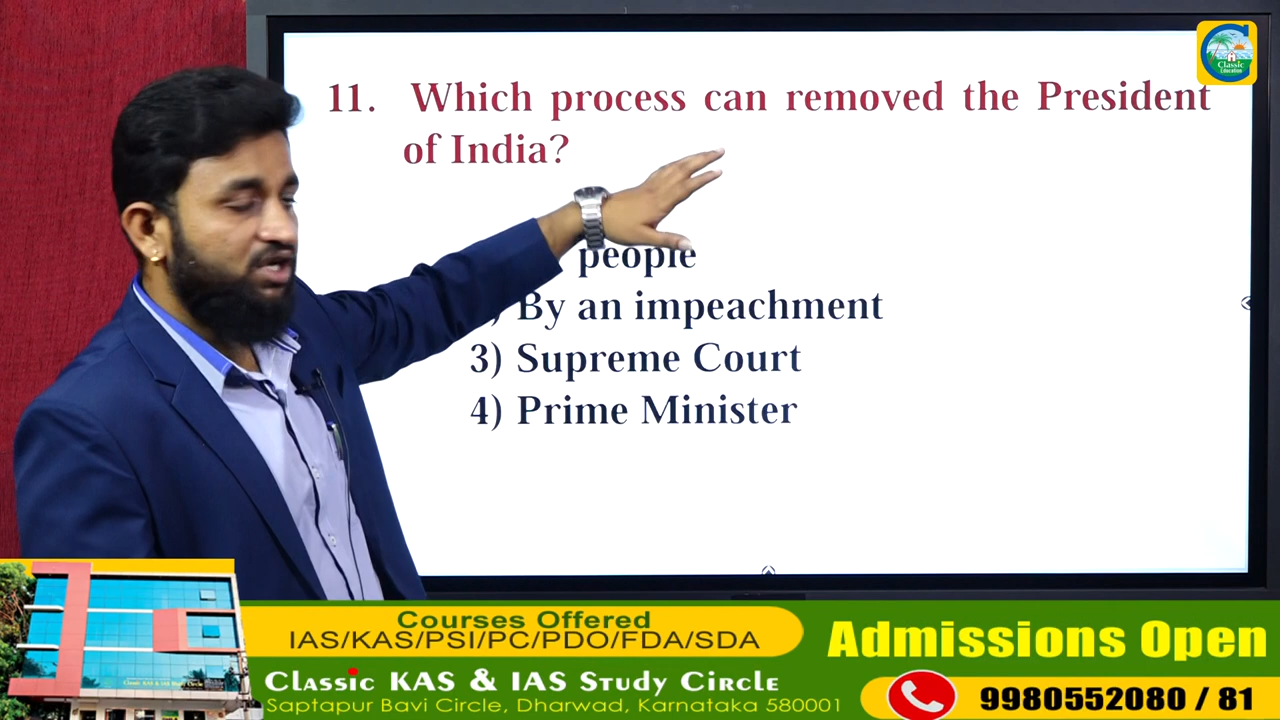 Classic
Education
11. Which process can removed the President
of India?
people
) By an impeachment
3) Supreme Court
4) Prime Minister
Courses Offered
IAS/KAS/PSI/PC/PDO/FDA/SDA
Admissions Open
Classic KAS & IAS Study Circle
Saptapur Bavi Circle, Dharwad, Karnataka 580001
9980552080 / 81